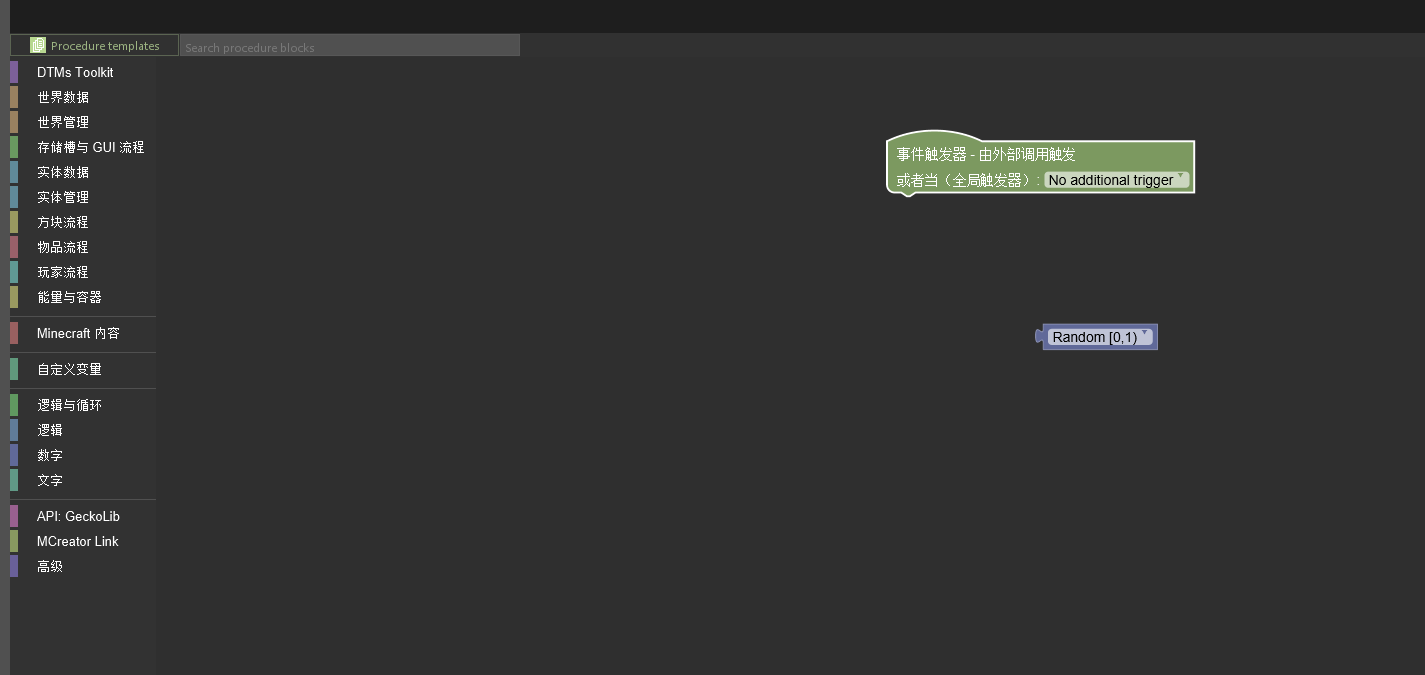 Procedure templates
Search procedure blocks
DTMs Toolkit
世界数据
世界管理
存储槽与 GUI 流程
实体数据
实体管理
方块流程
物品流程
玩家流程
能量与容器
Minecraft 内容
自定义变量
逻辑与循环
逻辑
数字
文字
API: GeckoLib
MCreator Link
高级
事件触发器 - 由外部调用触发
或者当（全局触发器）: No additional trigger
Random [0,1)